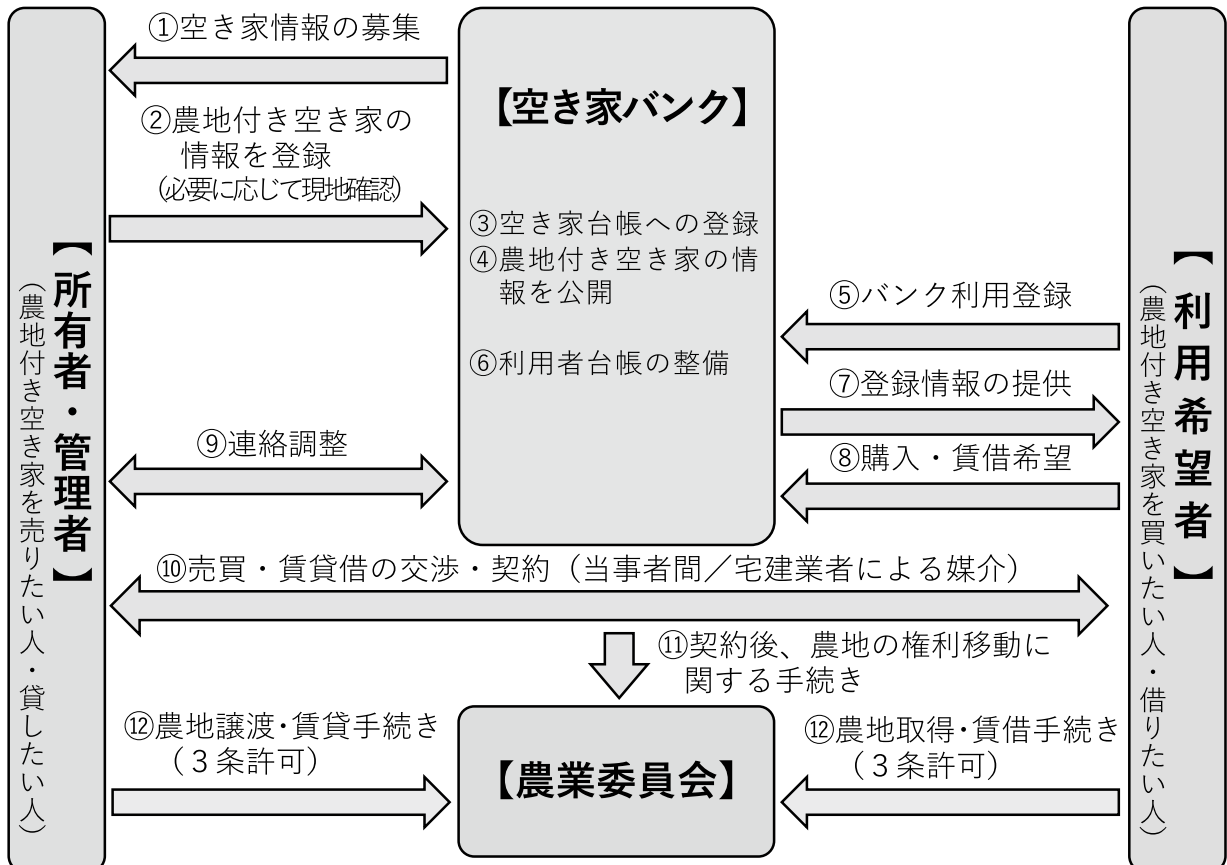 ①空き家情報の募集
②農地付き空き家の
情報を登録
(必要に応じて現地確認)
【所有者・管理者】
(農地付き空き家を売りたい人・貸したい人)
【空き家バンク】
③空き家台帳への登録
④農地付き空き家の情
報を公開
⑥利用者台帳の整備
⑤バンク利用登録
⑦登録情報の提供
⑧購入・賃借希望
【利用希望者】
(農地付き空き家を買いたい人・借りたい人)
⑨連絡調整
⑩売買・賃貸借の交渉・契約（当事者間／宅建業者による媒介）
⑪契約後、農地の権利移動に
関する手続き
⑫農地譲渡・賃貸手続き
（３条許可）
【農業委員会】
⑫農地取得・賃借手続き
（３条許可）